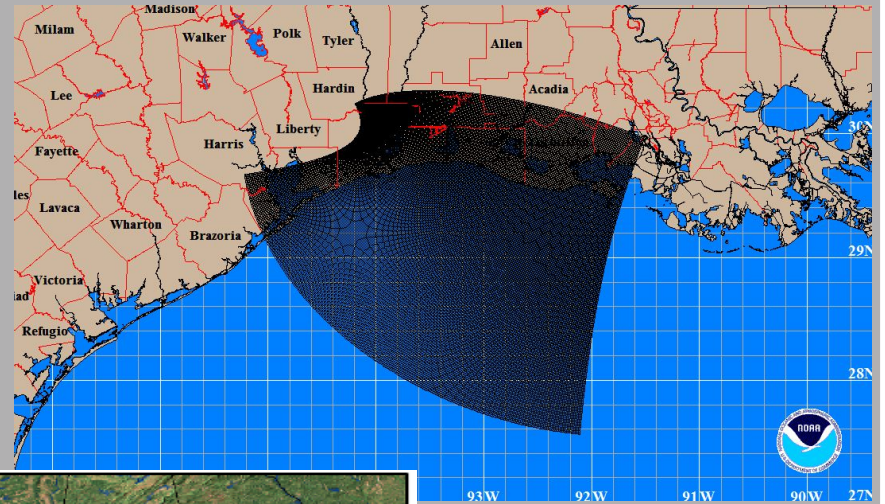 Madison
Milam
Walker
Polk
Tyler
Allen
Hardin
Lee
Acadia
Liberty
Harris
30N
Fayette
les
Lavaca
Wharton
Brazoria
29N
Victoria
iad
Refugio
28N
NOAA
93W
92W
91W
90W
27N